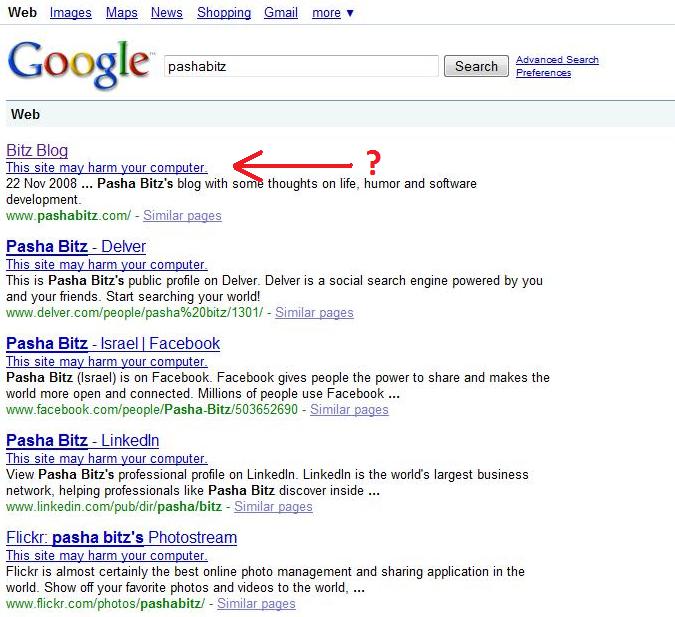 Web Images Maps News Shopping Gmail more ▼
Google™ pashabitz Search Advanced Search
Preferences
Web
Bitz Blog
This site may harm your computer. ?
22 Nov 2008 ... Pasha Bitz's blog with some thoughts on life, humor and software
development.
www.pashabitz.com/ - Similar pages
Pasha Bitz - Delver
This site may harm your computer.
This is Pasha Bitz's public profile on Delver. Delver is a social search engine powered by you
and your friends. Start searching your world!
www.delver.com/people/pasha%20bitz/1301/ - Similar pages
Pasha Bitz - Israel | Facebook
This site may harm your computer.
Pasha Bitz (Israel) is on Facebook. Facebook gives people the power to share and makes the
world more open and connected. Millions of people use Facebook ...
www.facebook.com/people/Pasha-Bitz/503652690 - Similar pages
Pasha Bitz - LinkedIn
This site may harm your computer.
View Pasha Bitz's professional profile on LinkedIn. LinkedIn is the world's largest business
network, helping professionals like Pasha Bitz discover inside ...
www.linkedin.com/pub/dir/pasha/bitz - Similar pages
Flickr: pasha bitz's Photostream
This site may harm your computer.
Flickr is almost certainly the best online photo management and sharing application in the
world. Show off your favorite photos and videos to the world, ...
www.flickr.com/photos/pashabitz/ - Similar pages